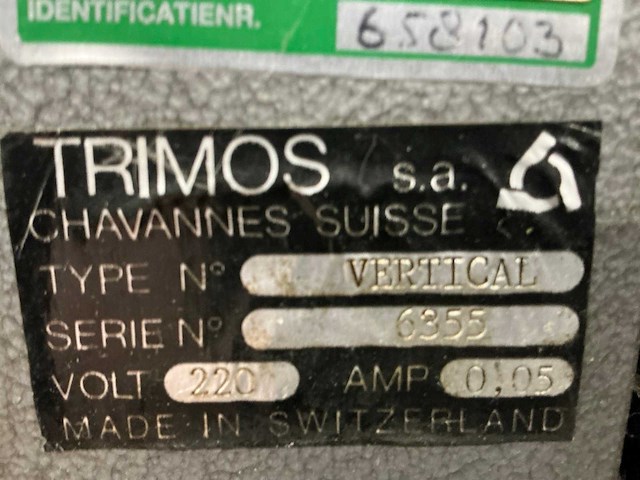 IDENTIFICATIENR. 658103
TRIMOS s.a.
CHAVANNES SUISSE
TYPE N° VERTICAL
SERIE N° 6355
VOLT 220 AMP 0,05
MADE IN SWITZERLAND